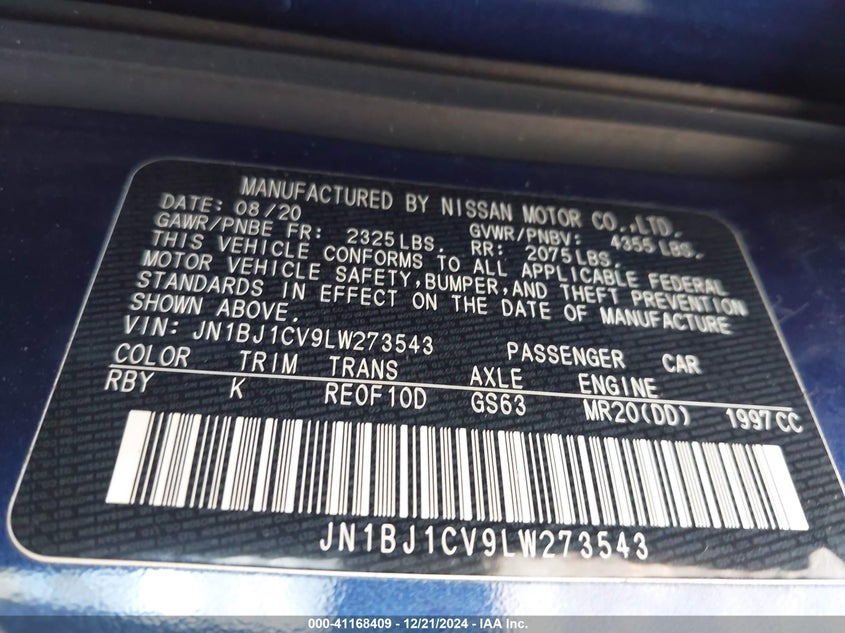 MANUFACTURED BY NISSAN MOTOR CO.,LTD.
DATE: 08/20 GVWR/PNBV: 4355 LBS.
GAWR/PNBE FR: 2325LBS. RR: 2075LBS.
THIS VEHICLE CONFORMS TO ALL APPLICABLE FEDERAL
MOTOR VEHICLE SAFETY,BUMPER,AND THEFT PREVENTION
STANDARDS IN EFFECT ON THE DATE OF MANUFACTURE
SHOWN ABOVE.
VIN: JN1BJ1CV9LW273543 PASSENGER CAR
COLOR TRIM TRANS AXLE ENGINE
RBY K RE0F10D GS63 MR20(DD) 1997CC
JN1BJ1CV9LW273543
000-41168409 - 12/21/2024 - IAA Inc.